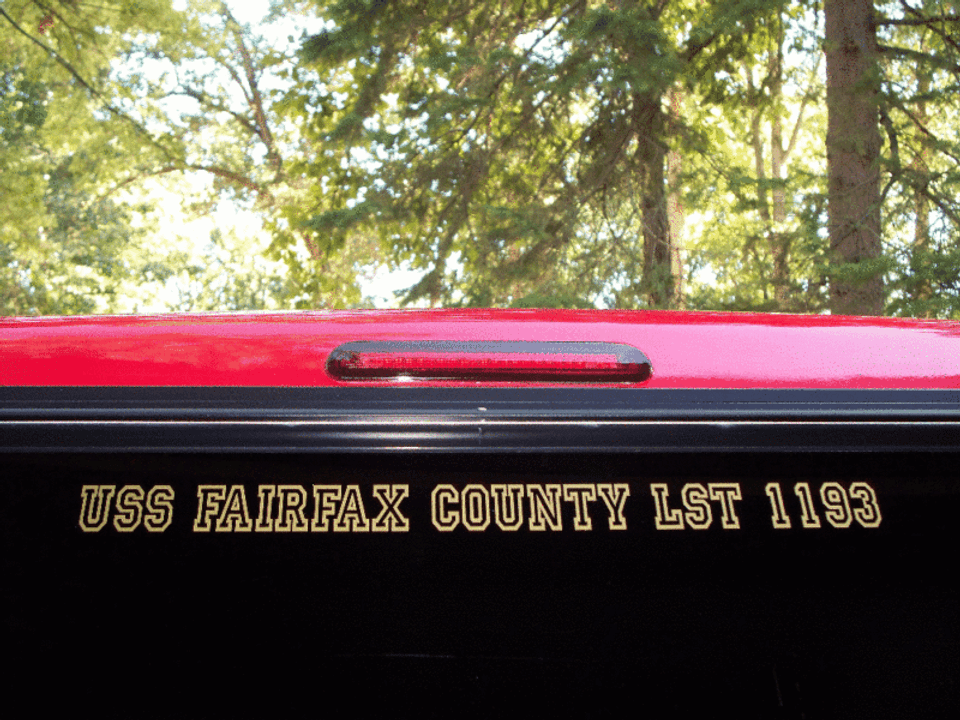 USS FAIRFAX COUNTY LST 1193